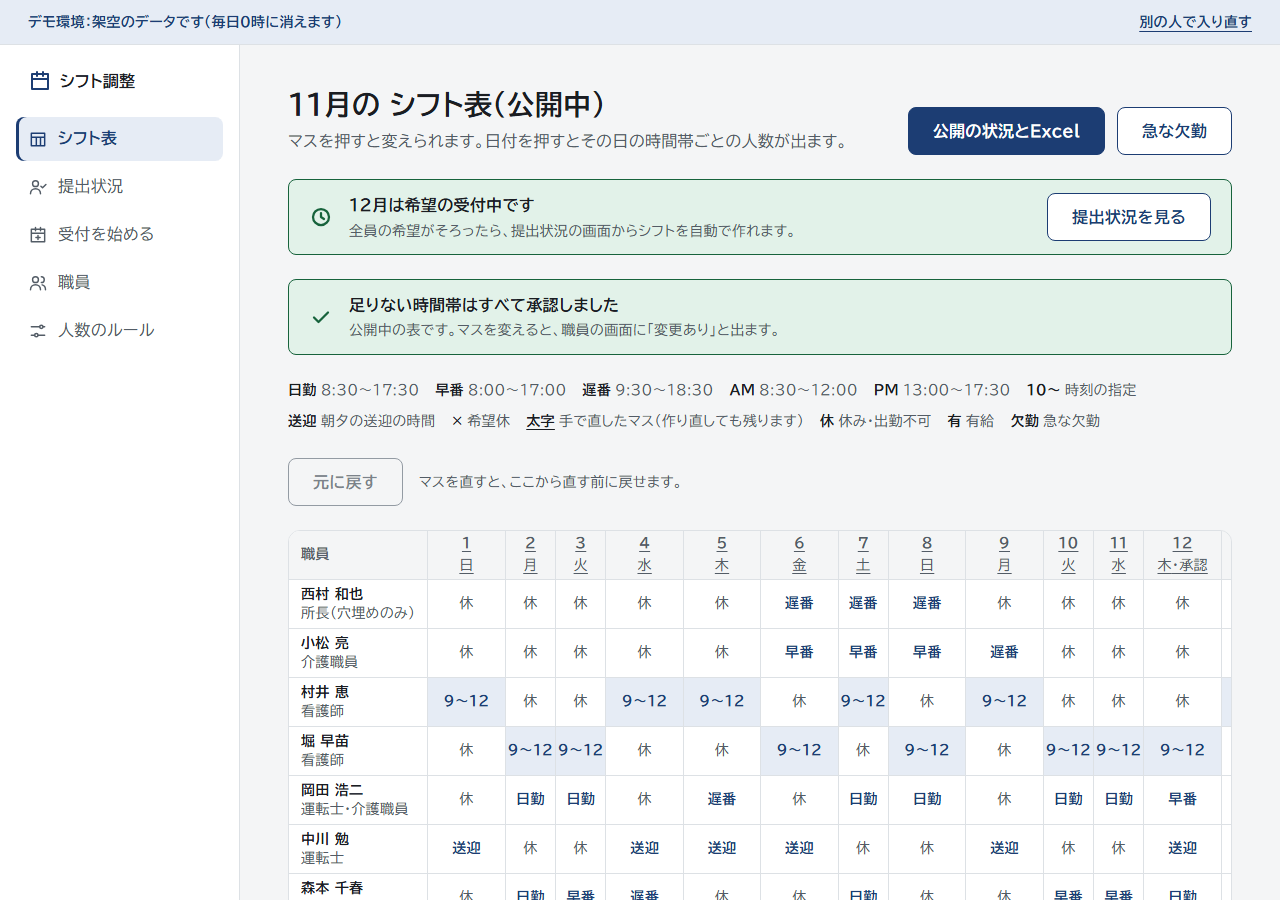 デモ環境：架空のデータです（毎日0時に消えます）
別の人で入り直す
シフト調整
シフト表
提出状況
受付を始める
職員
人数のルール
11月の シフト表（公開中）
マスを押すと変えられます。日付を押すとその日の時間帯ごとの人数が出ます。
公開の状況とExcel
急な欠勤
12月は希望の受付中です
全員の希望がそろったら、提出状況の画面からシフトを自動で作れます。
提出状況を見る
足りない時間帯はすべて承認しました
公開中の表です。マスを変えると、職員の画面に「変更あり」と出ます。
日勤 8:30〜17:30 早番 8:00〜17:00 遅番 9:30〜18:30 AM 8:30〜12:00 PM 13:00〜17:30 10〜 時刻の指定
送迎 朝夕の送迎の時間 × 希望休 太字 手で直したマス（作り直しても残ります） 休 休み・出勤不可 有 有給 欠勤 急な欠勤
元に戻す
マスを直すと、ここから直す前に戻せます。
職員 1 2 3 4 5 6 7 8 9 10 11 12
日 月 火 水 木 金 土 日 月 火 水 木・承認
西村 和也
所長（穴埋めのみ）
休 休 休 休 休 遅番 遅番 遅番 休 休 休 休
小松 亮
介護職員
休 休 休 休 休 早番 早番 早番 遅番 休 休 休
村井 恵
看護師
9〜12 休 休 9〜12 9〜12 休 9〜12 休 9〜12 休 休 休
堀 早苗
看護師
休 9〜12 9〜12 休 休 9〜12 休 9〜12 休 9〜12 9〜12 9〜12
岡田 浩二
運転士・介護職員
休 日勤 日勤 休 遅番 休 日勤 日勤 休 日勤 日勤 早番
中川 勉
運転士
送迎 休 休 送迎 送迎 送迎 休 休 送迎 休 休 送迎
森本 千春
休 日勤 早番 遅番 休 休 日勤 休 休 早番 早番 日勤